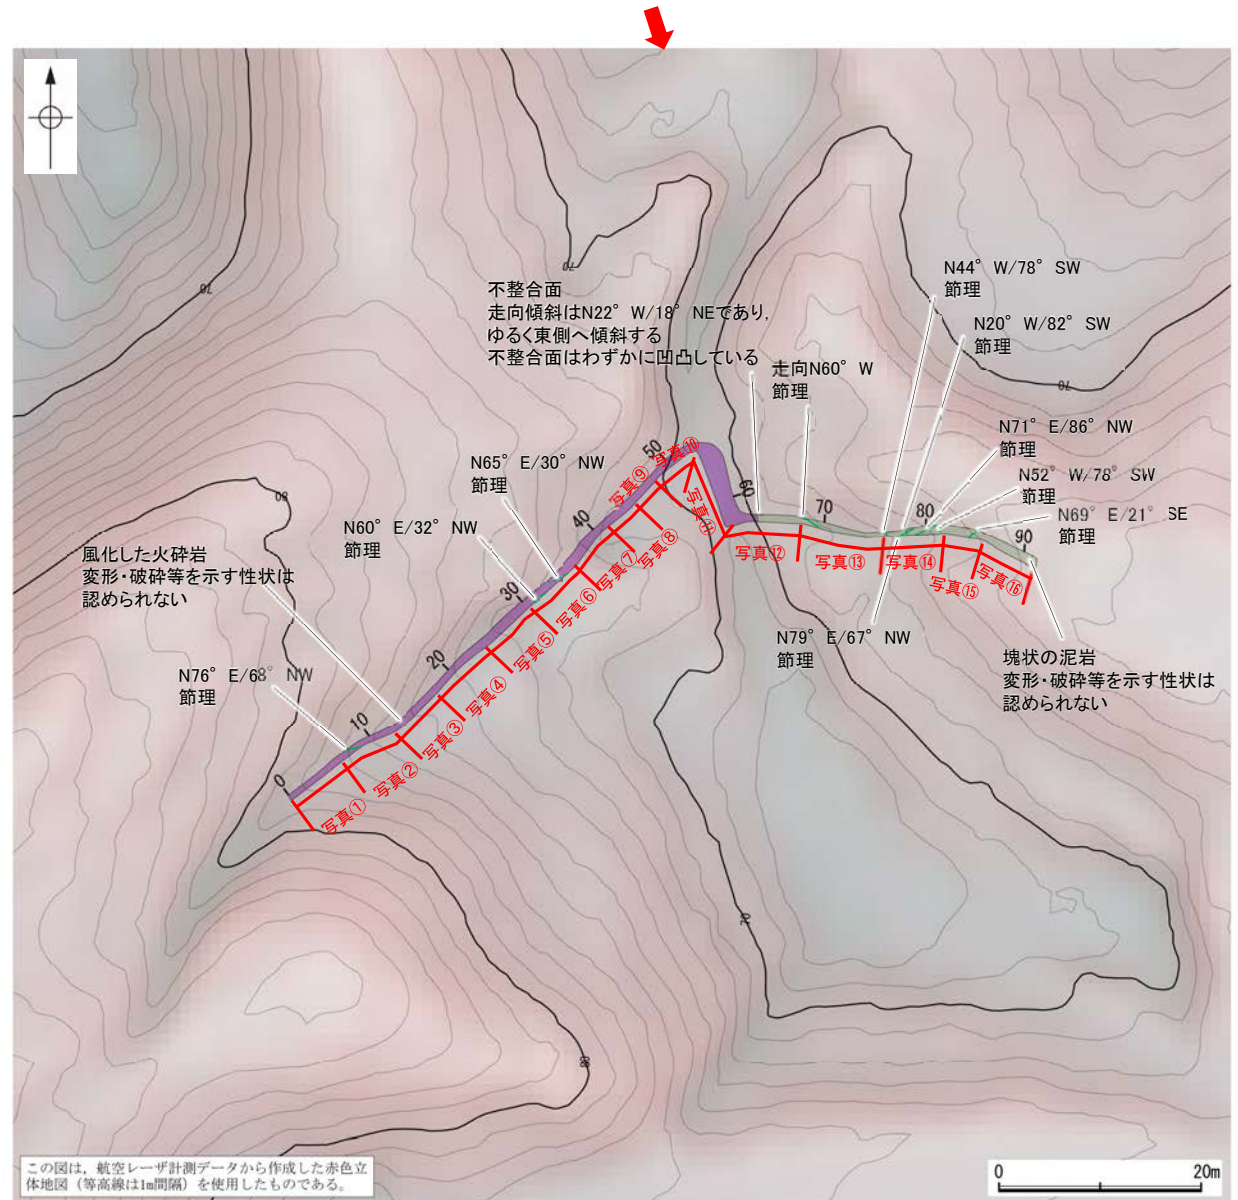 不整合面
走向傾斜はN22° W/18° NEであり,
ゆるく東側へ傾斜する
不整合面はわずかに凹凸している
N44° W/78° SW
節理
N20° W/82° SW
節理
走向N60° W
節理
N71° E/86° NW
節理
N52° W/78° SW
節理
N69° E/21° SE
節理
N65° E/30° NW
節理
N60° E/32° NW
節理
風化した火砕岩
変形・破砕等を示す性状は
認められない
N76° E/68° NW
節理
N79° E/67° NW
節理
塊状の泥岩
変形・破砕等を示す性状は
認められない
0
10
20
30
40
50
60
70
80
90
写真①
写真②
写真③
写真④
写真⑤
写真⑥
写真⑦
写真⑧
写真⑨
写真⑩
写真⑪
写真⑫
写真⑬
写真⑭
写真⑮
写真⑯
70
70
70
80
70
この図は，航空レーザ計測データから作成した赤色立
体地図（等高線は1m間隔）を使用したものである。
0 20m